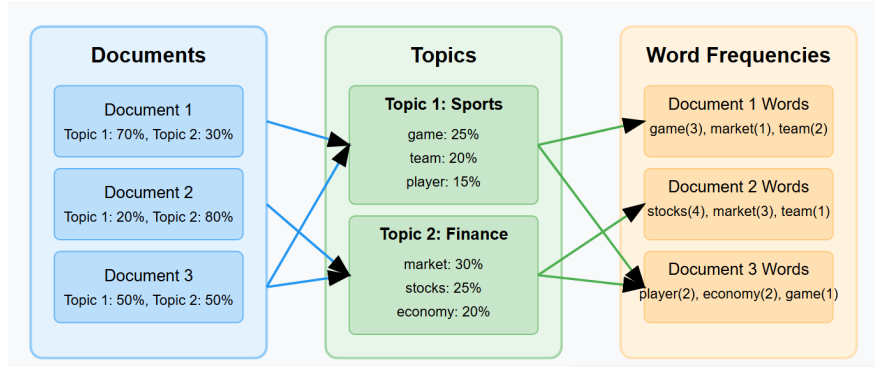 Documents
Document 1
Topic 1: 70%, Topic 2: 30%
Document 2
Topic 1: 20%, Topic 2: 80%
Document 3
Topic 1: 50%, Topic 2: 50%
Topics
Topic 1: Sports
game: 25%
team: 20%
player: 15%
Topic 2: Finance
market: 30%
stocks: 25%
economy: 20%
Word Frequencies
Document 1 Words
game(3), market(1), team(2)
Document 2 Words
stocks(4), market(3), team(1)
Document 3 Words
player(2), economy(2), game(1)